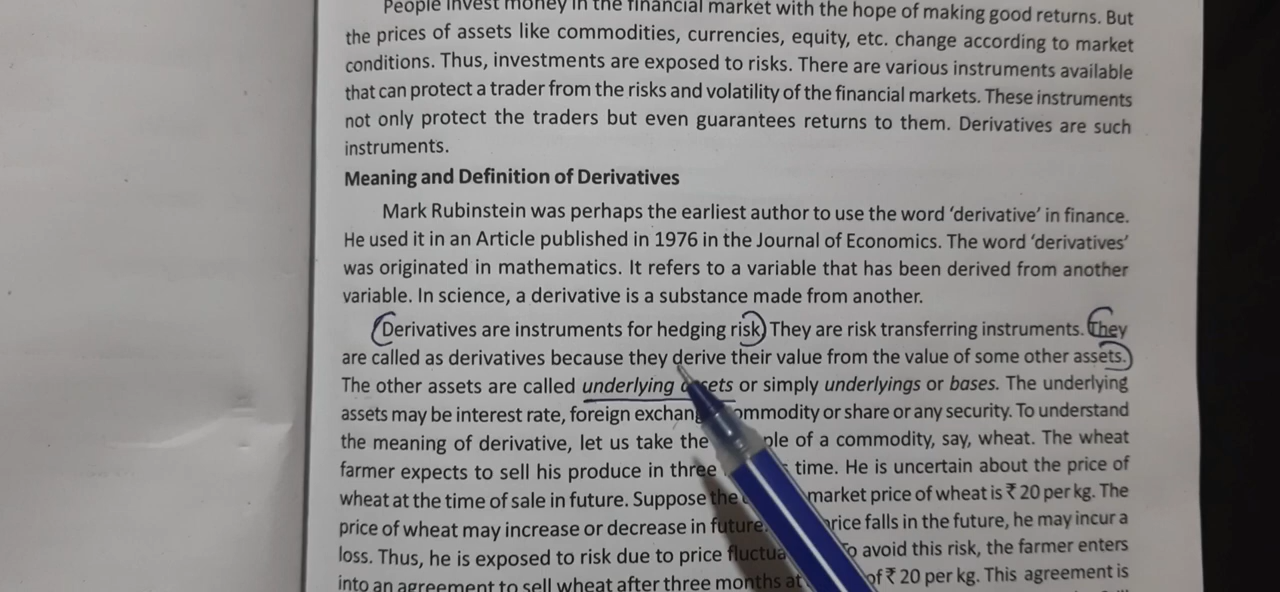 People invest money in the financial market with the hope of making good returns. But
the prices of assets like commodities, currencies, equity, etc. change according to market
conditions. Thus, investments are exposed to risks. There are various instruments available
that can protect a trader from the risks and volatility of the financial markets. These instruments
not only protect the traders but even guarantees returns to them. Derivatives are such
instruments.
Meaning and Definition of Derivatives
Mark Rubinstein was perhaps the earliest author to use the word ‘derivative’ in finance.
He used it in an Article published in 1976 in the Journal of Economics. The word ‘derivatives’
was originated in mathematics. It refers to a variable that has been derived from another
variable. In science, a derivative is a substance made from another.
Derivatives are instruments for hedging risk. They are risk transferring instruments. They
are called as derivatives because they derive their value from the value of some other assets.
The other assets are called underlying assets or simply underlyings or bases. The underlying
assets may be interest rate, foreign commodity or share or any security. To understand
the meaning of derivative, let us take the of a commodity, say, wheat. The wheat
farmer expects to sell his produce in three time. He is uncertain about the price of
wheat at the time of sale in future. Suppose the market price of wheat is ₹ 20 per kg. The
price of wheat may increase or decrease in future. price falls in the future, he may incur a
loss. Thus, he is exposed to risk due to price To avoid this risk, the farmer enters
into an agreement to sell wheat after three months at of ₹ 20 per kg. This agreement is